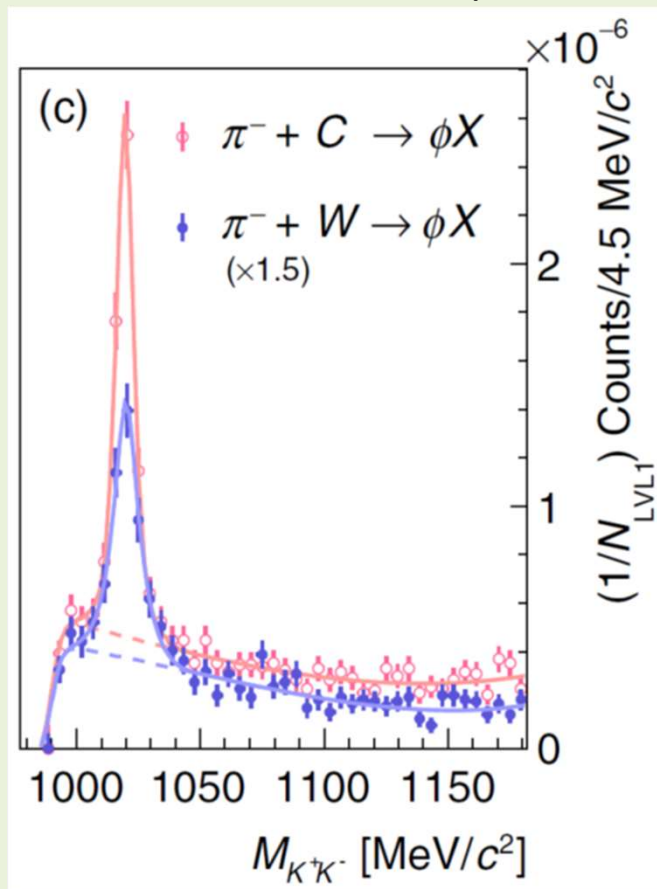 ×10⁻⁶
(c)
π⁻ + C → ϕX
π⁻ + W → ϕX
(×1.5)
2
1
0
(1/N_LVL1) Counts/4.5 MeV/c²
1000 1050 1100 1150
M_K⁺K⁻ [MeV/c²]